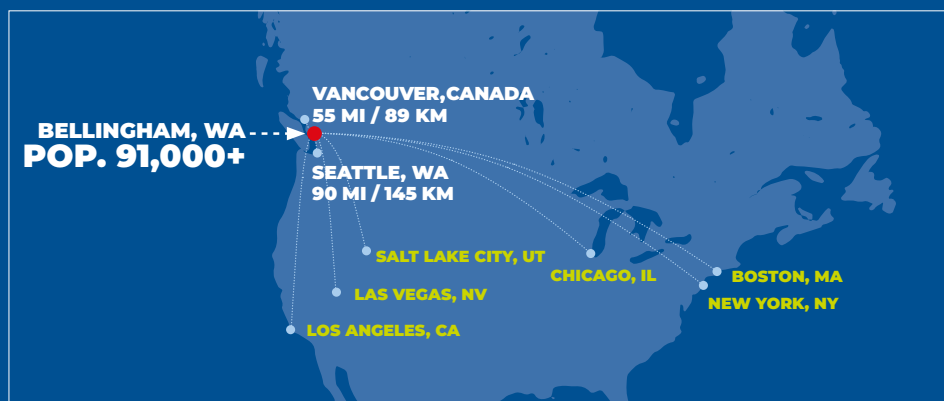 VANCOUVER,CANADA
55 MI / 89 KM
BELLINGHAM, WA
POP. 91,000+
SEATTLE, WA
90 MI / 145 KM
SALT LAKE CITY, UT
CHICAGO, IL
BOSTON, MA
LAS VEGAS, NV
NEW YORK, NY
LOS ANGELES, CA